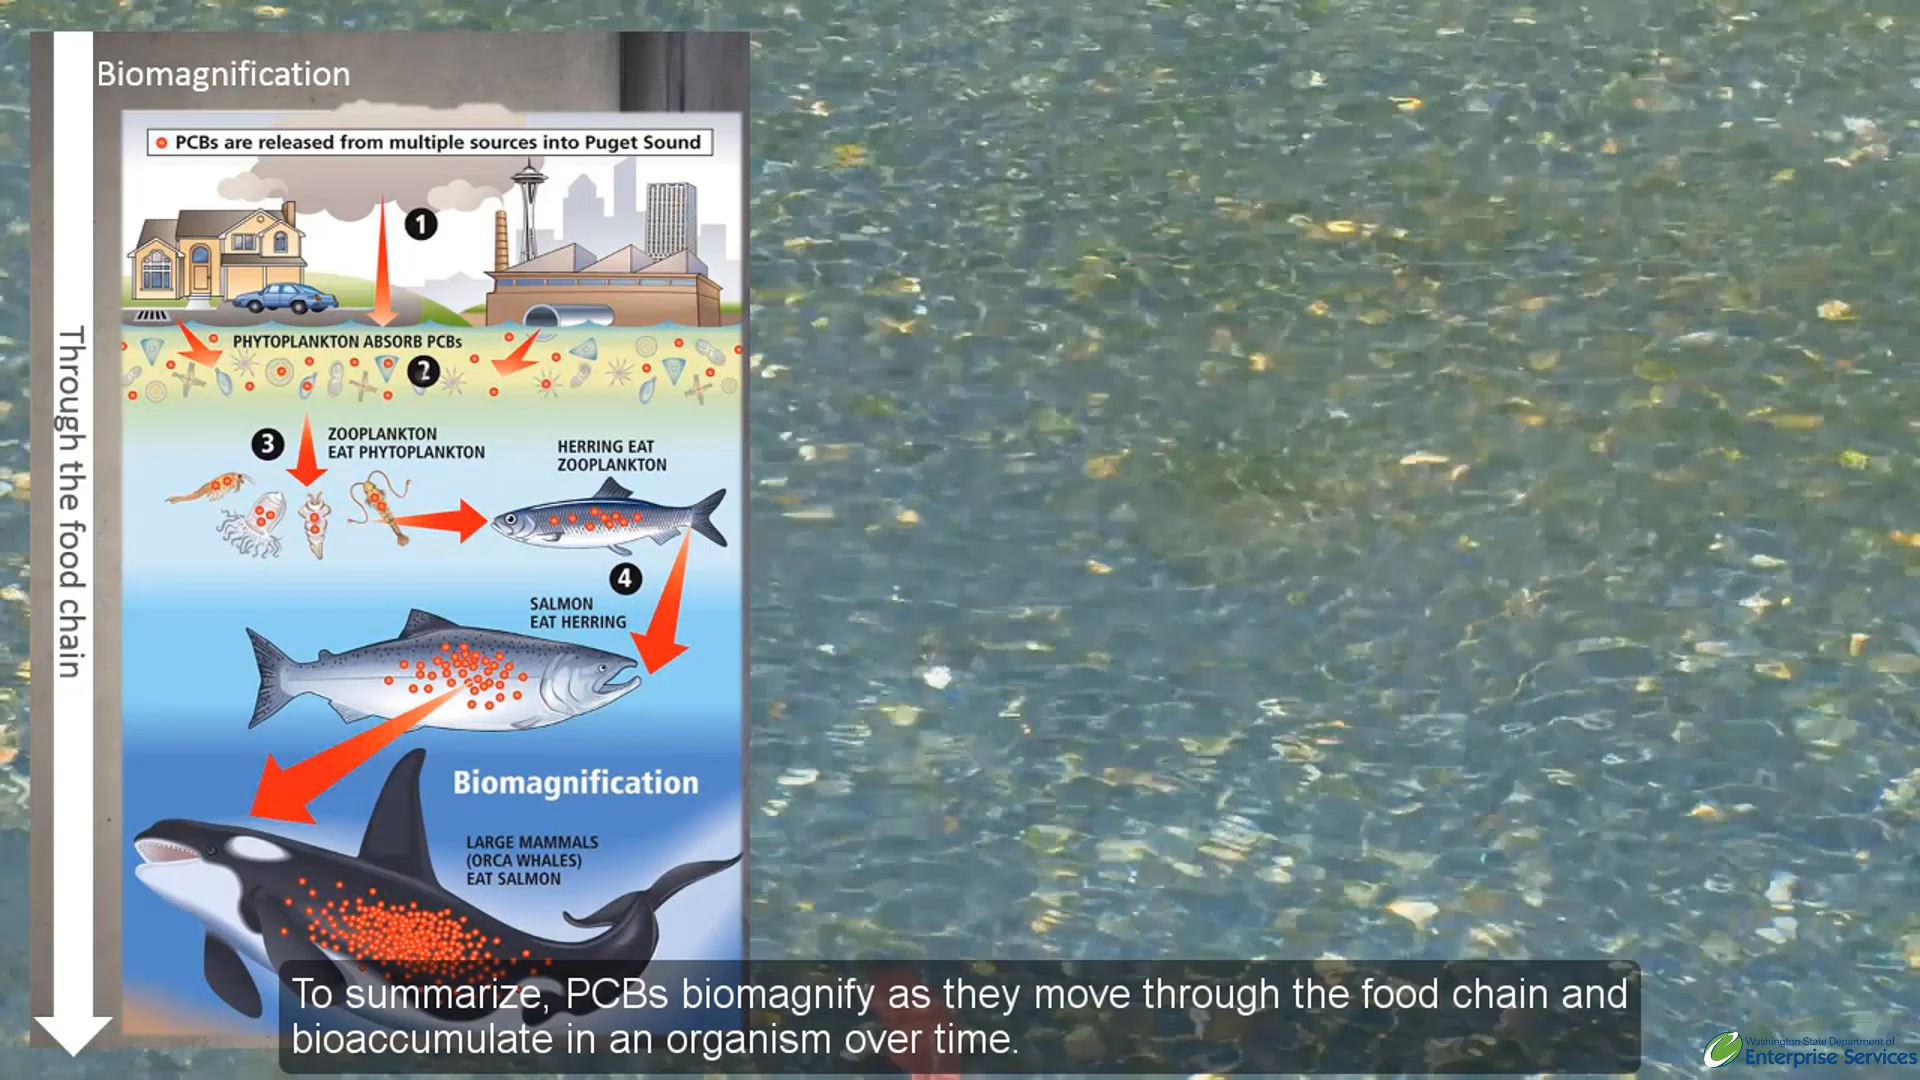 Biomagnification
PCBs are released from multiple sources into Puget Sound
1
PHYTOPLANKTON ABSORB PCBs
2
3
ZOOPLANKTON
EAT PHYTOPLANKTON
HERRING EAT
ZOOPLANKTON
4
SALMON
EAT HERRING
Biomagnification
LARGE MAMMALS
(ORCA WHALES)
EAT SALMON
Through the food chain
To summarize, PCBs biomagnify as they move through the food chain and
bioaccumulate in an organism over time.
Washington State Department of
Enterprise Services